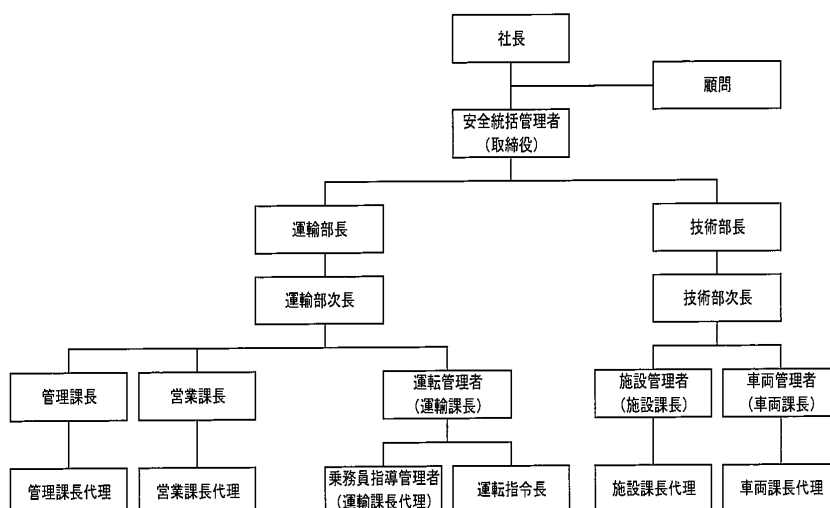 社長
顧問
安全統括管理者
(取締役)
運輸部長
技術部長
運輸部次長
技術部次長
管理課長
営業課長
運転管理者
(運輸課長)
施設管理者
(施設課長)
車両管理者
(車両課長)
管理課長代理
営業課長代理
乗務員指導管理者
(運輸課長代理)
運転指令長
施設課長代理
車両課長代理